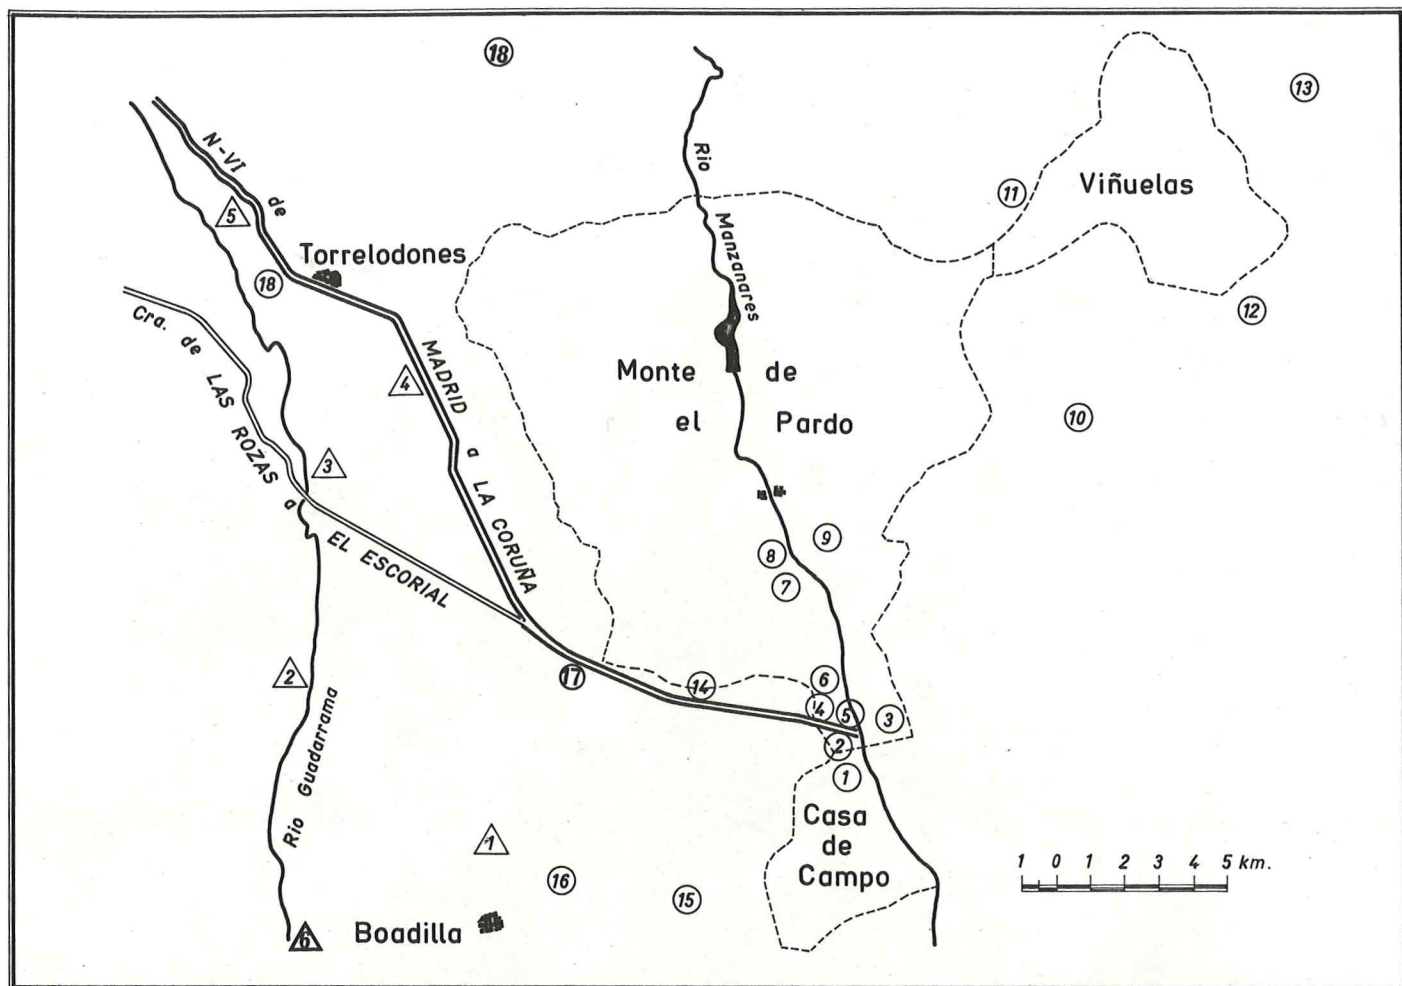 18
13
N-VI de
5
11
Viñuelas
Rio Manzanares
Torrelodones
18
12
Cra. de LAS ROZAS a EL ESCORIAL
MADRID a LA CORUÑA
4
Monte de
el Pardo
10
3
9
8
7
2
17
14
6
4
5
3
2
1
Rio Guadarrama
Casa
de
Campo
1
16
15
1 0 1 2 3 4 5 km.
6
Boadilla